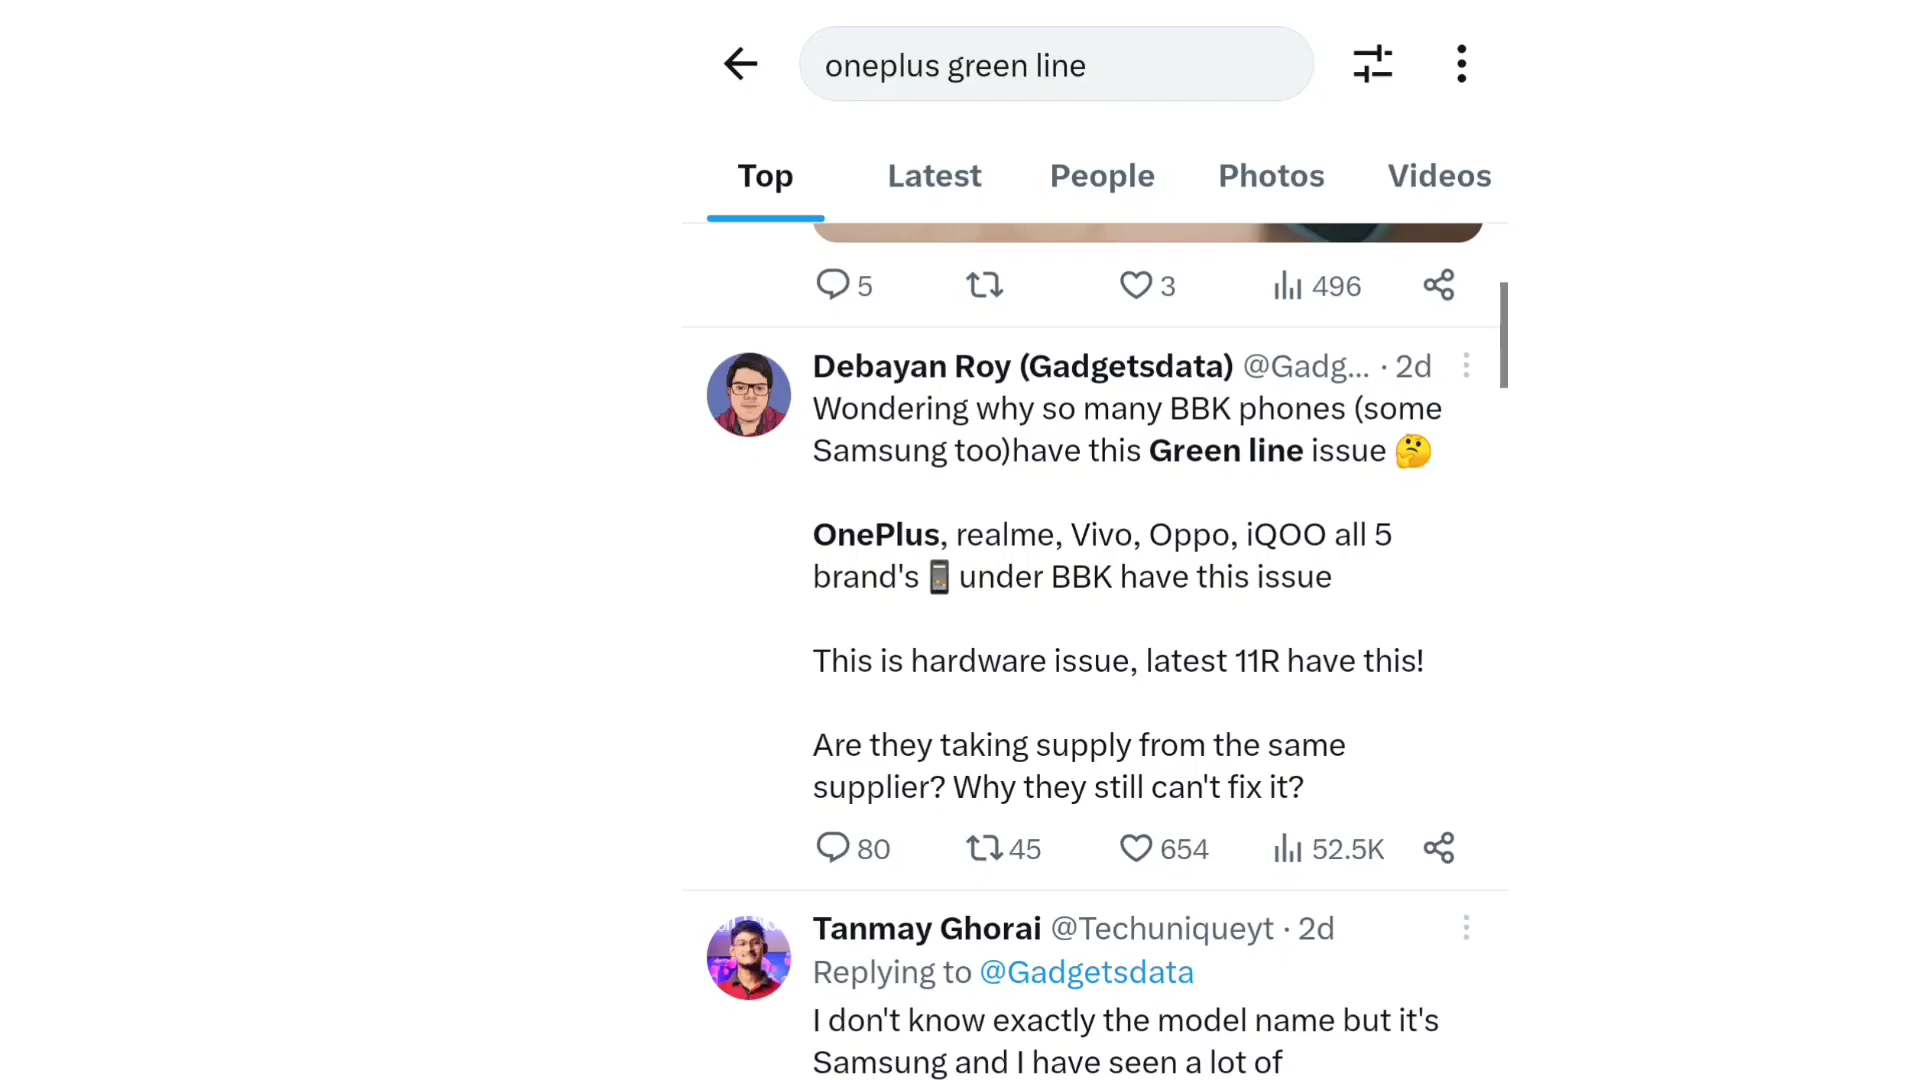 oneplus green line
Top Latest People Photos Videos
5 3 496
Debayan Roy (Gadgetsdata) @Gadg... · 2d
Wondering why so many BBK phones (some
Samsung too)have this Green line issue 🤔
OnePlus, realme, Vivo, Oppo, iQOO all 5
brand's 📱 under BBK have this issue
This is hardware issue, latest 11R have this!
Are they taking supply from the same
supplier? Why they still can't fix it?
80 45 654 52.5K
Tanmay Ghorai @Techuniqueyt · 2d
Replying to @Gadgetsdata
I don't know exactly the model name but it's
Samsung and I have seen a lot of